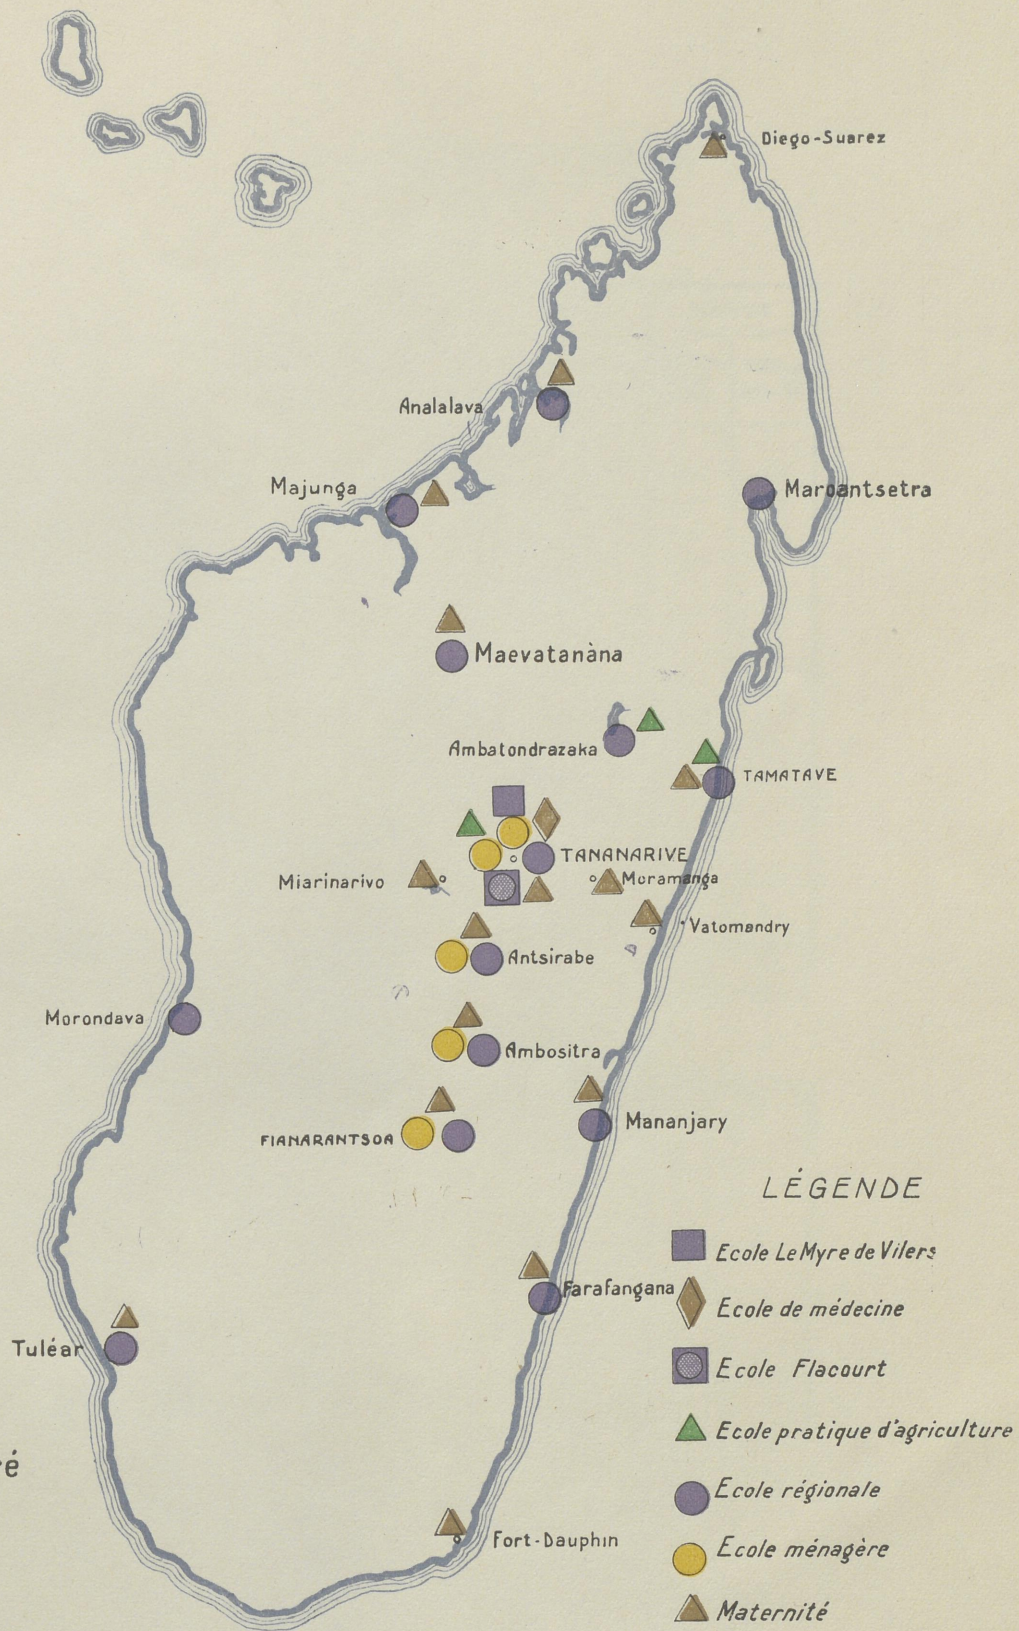 Diego-Suarez
Analalava
Majunga
Maroantsetra
Maevatanàna
Ambatondrazaka
TAMATAVE
TANANARIVE
Miarinarivo
Moramanga
Vatomandry
Antsirabe
Morondava
Ambositra
Mananjary
FIANARANTSOA
LÉGENDE
Ecole Le Myre de Vilers
Farafangana
Ecole de médecine
Tuléar
Ecole Flacourt
Ecole pratique d'agriculture
é
Ecole régionale
Fort-Dauphin
Ecole ménagère
Maternité